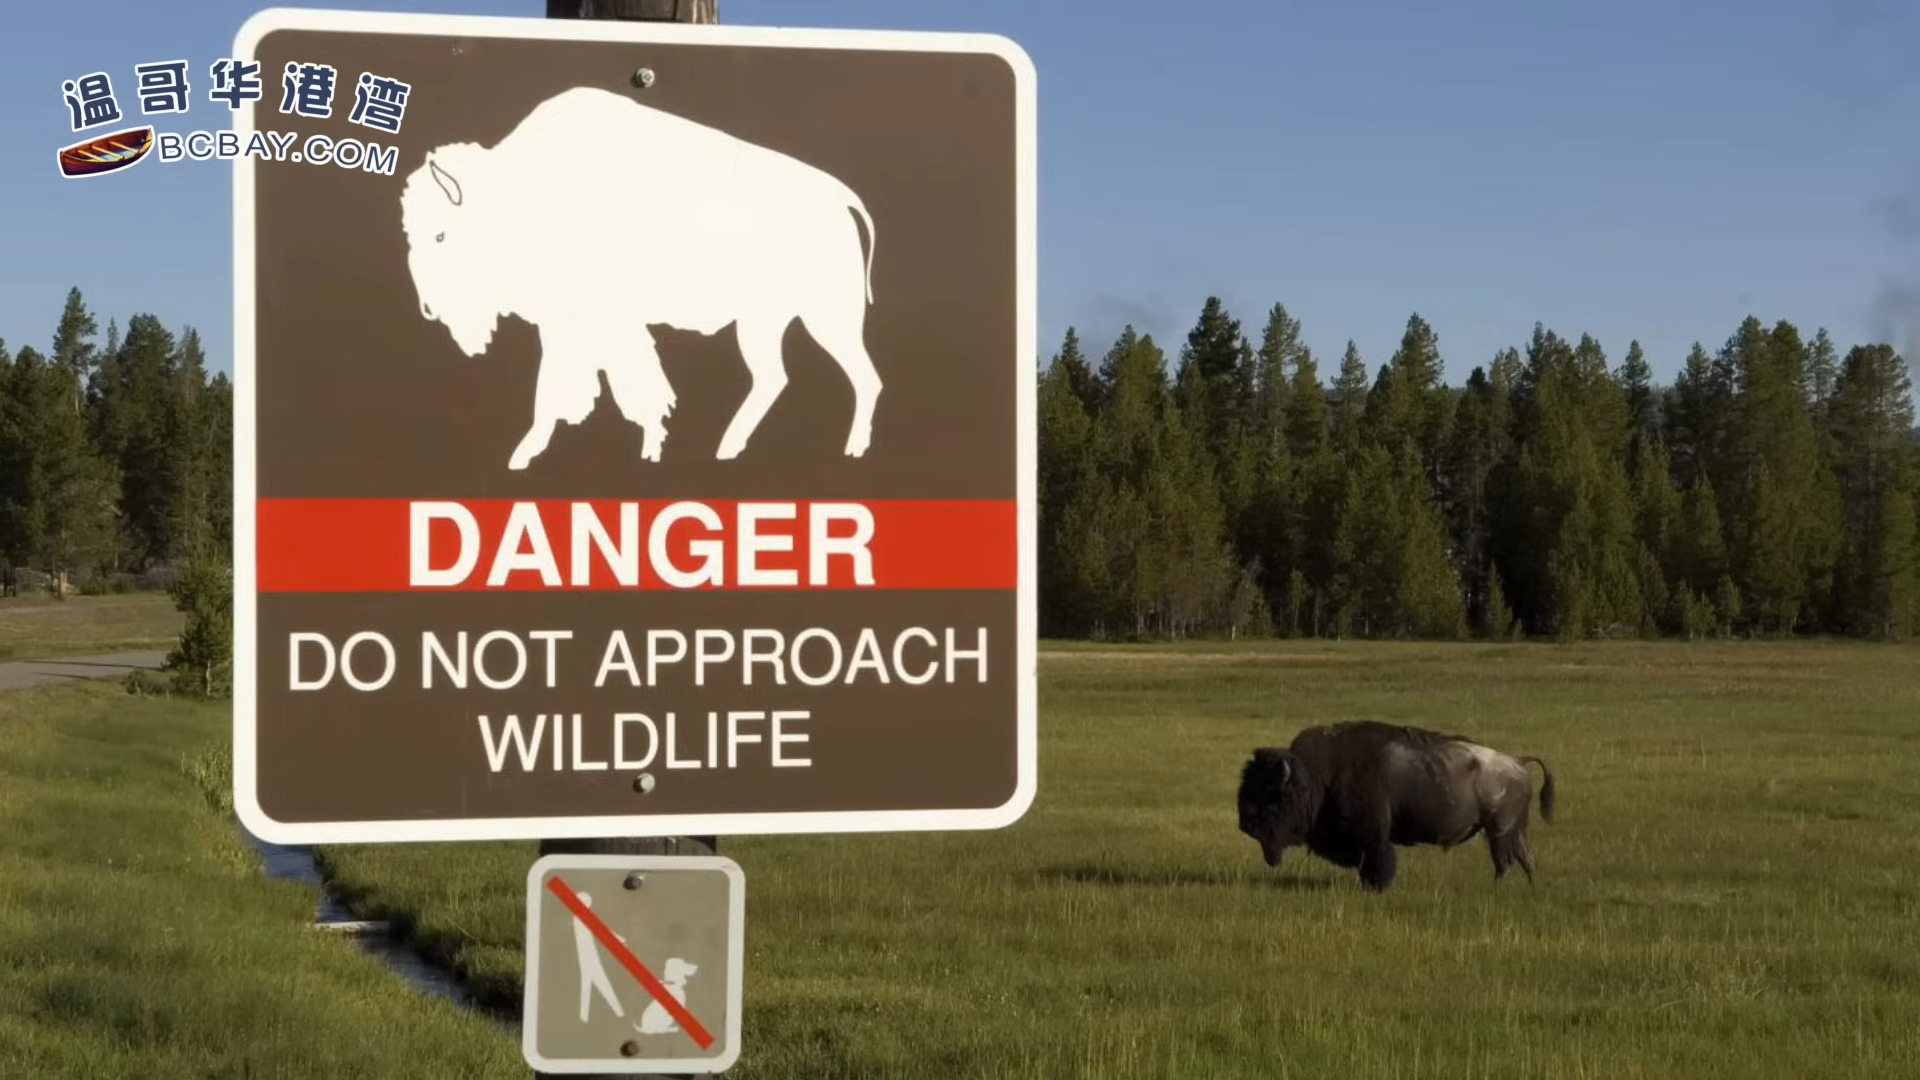 温哥华港湾
BCBAY.COM
DANGER
DO NOT APPROACH
WILDLIFE